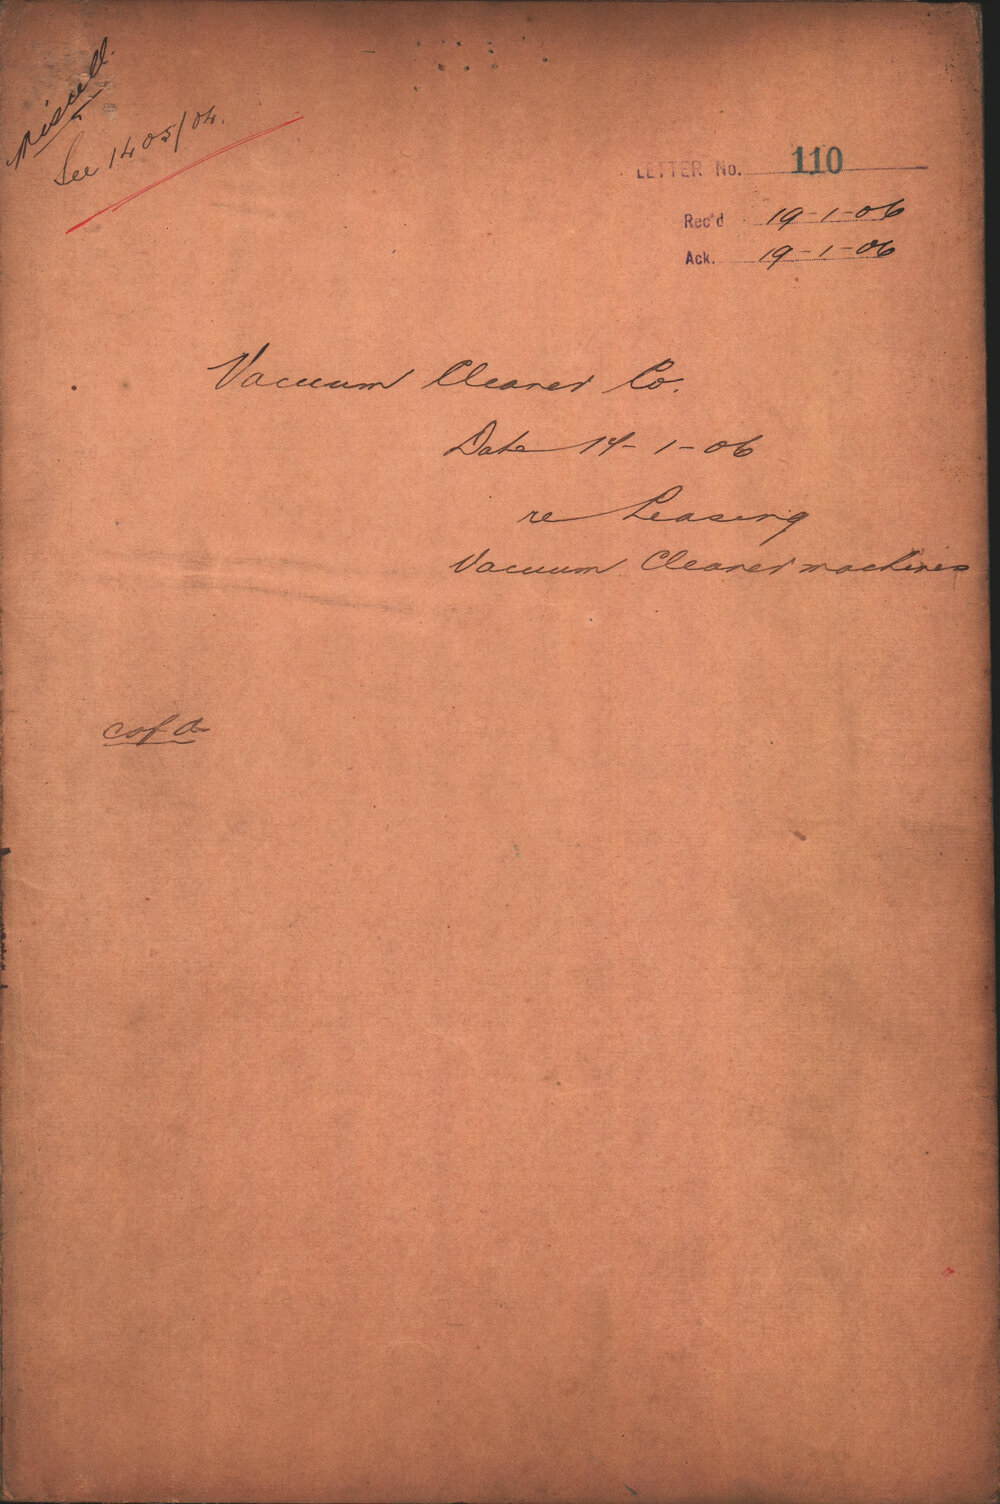 Miscell.
See 1405/04.
LETTER No. 110
Rec'd 19-1-06
Ack. 19-1-06
Vacuum Cleaner Co.
Date 14-1-06
re Leasing
Vacuum Cleaner machines